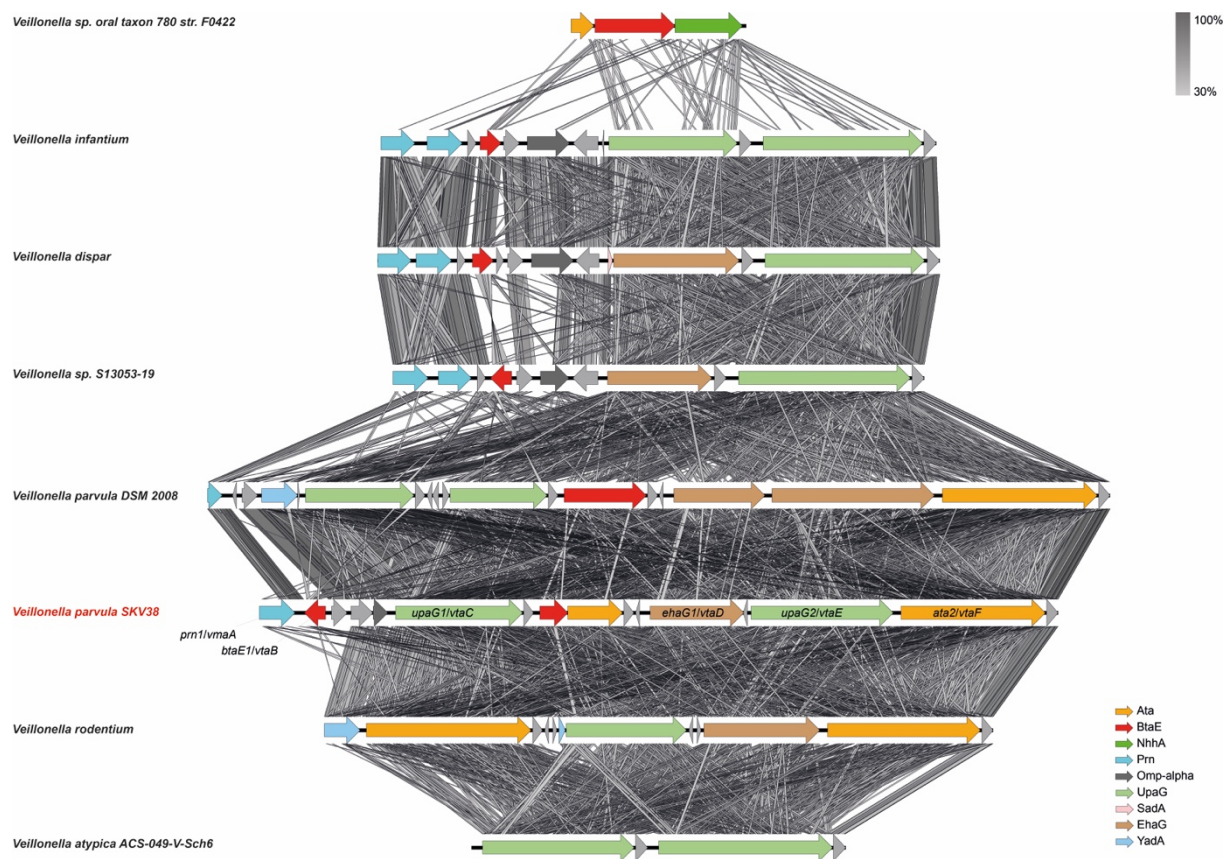 Veillonella sp. oral taxon 780 str. F0422
100%
30%
Veillonella infantium
Veillonella dispar
Veillonella sp. S13053-19
Veillonella parvula DSM 2008
Veillonella parvula SKV38
upaG1/vtaC
ehaG1/vtaD
upaG2/vtaE
ata2/vtaF
prn1/vmaA
btaE1/vtaB
Veillonella rodentium
Veillonella atypica ACS-049-V-Sch6
Ata
BtaE
NhhA
Prn
Omp-alpha
UpaG
SadA
EhaG
YadA